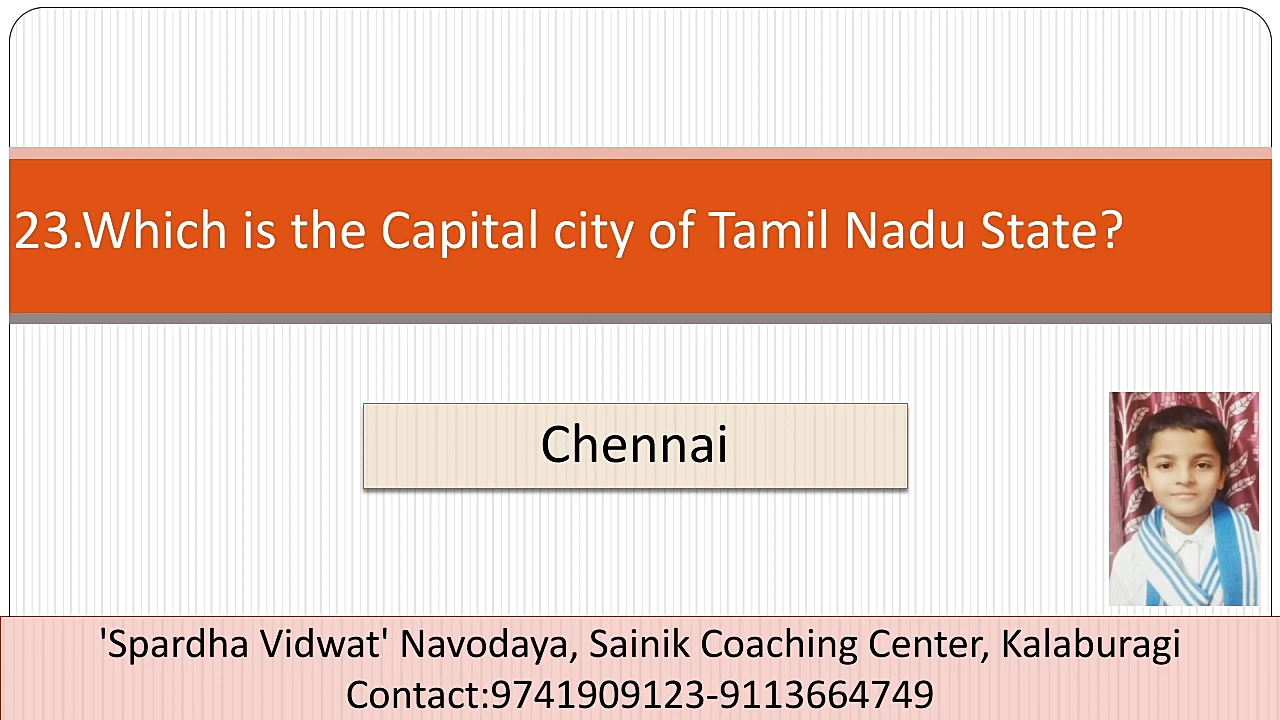 23.Which is the Capital city of Tamil Nadu State?
Chennai
'Spardha Vidwat' Navodaya, Sainik Coaching Center, Kalaburagi
Contact:9741909123-9113664749